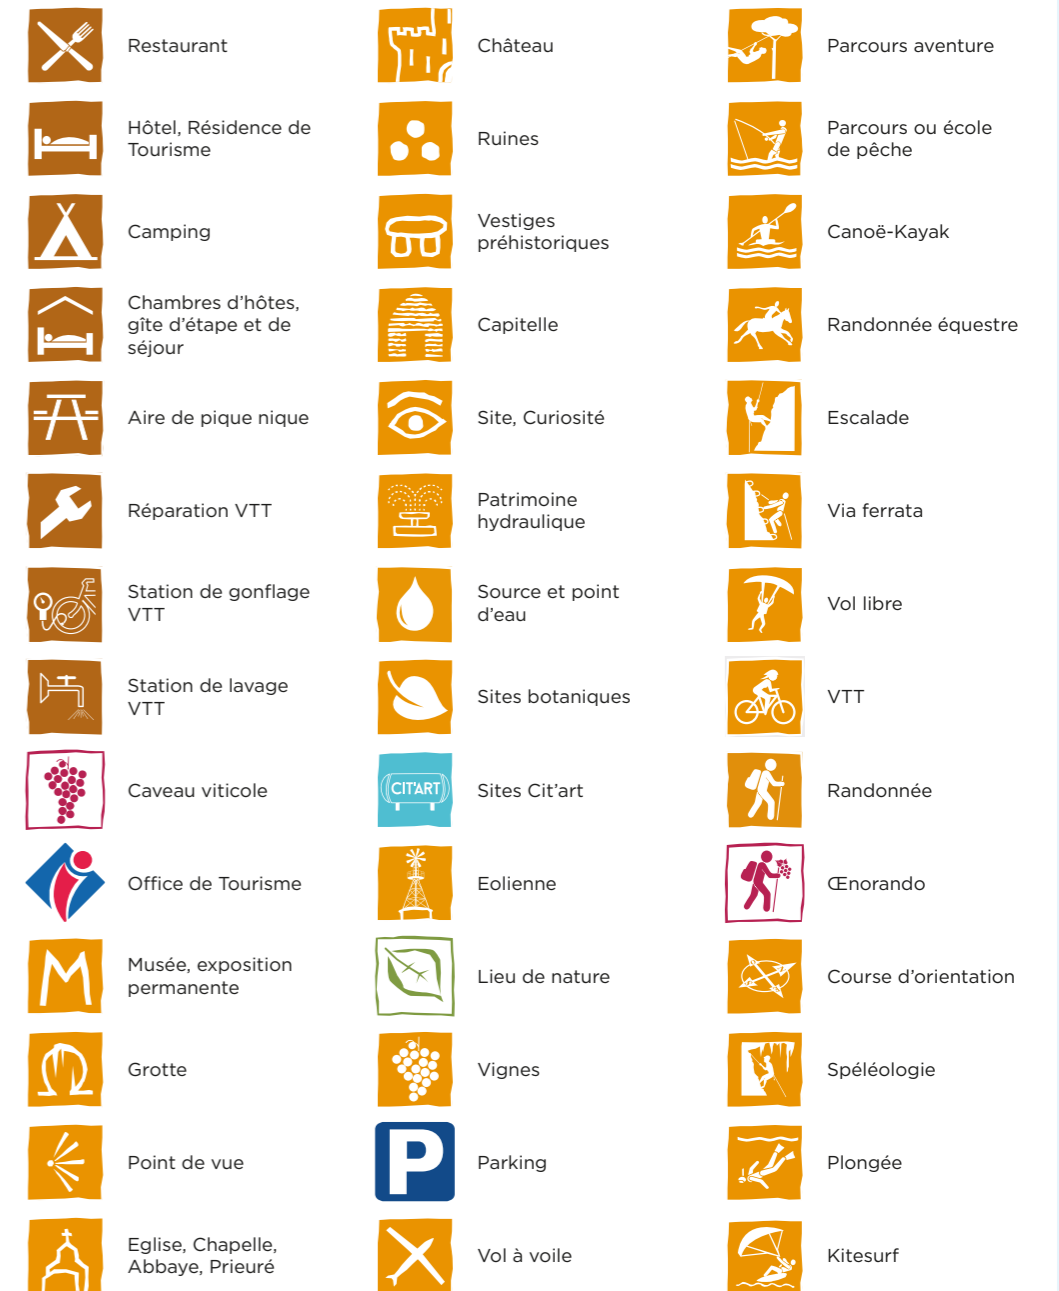 Restaurant
Hôtel, Résidence de
Tourisme
Camping
Chambres d'hôtes,
gîte d'étape et de
séjour
Aire de pique nique
Réparation VTT
Station de gonflage
VTT
Station de lavage
VTT
Caveau viticole
Office de Tourisme
M
Musée, exposition
permanente
Grotte
Point de vue
Eglise, Chapelle,
Abbaye, Prieuré
Château
Ruines
Vestiges
préhistoriques
Capitelle
Site, Curiosité
Patrimoine
hydraulique
Source et point
d'eau
Sites botaniques
CIT'ART
Sites Cit'art
Eolienne
Lieu de nature
Vignes
P
Parking
Vol à voile
Parcours aventure
Parcours ou école
de pêche
Canoë-Kayak
Randonnée équestre
Escalade
Via ferrata
Vol libre
VTT
Randonnée
Œnorando
Course d'orientation
Spéléologie
Plongée
Kitesurf